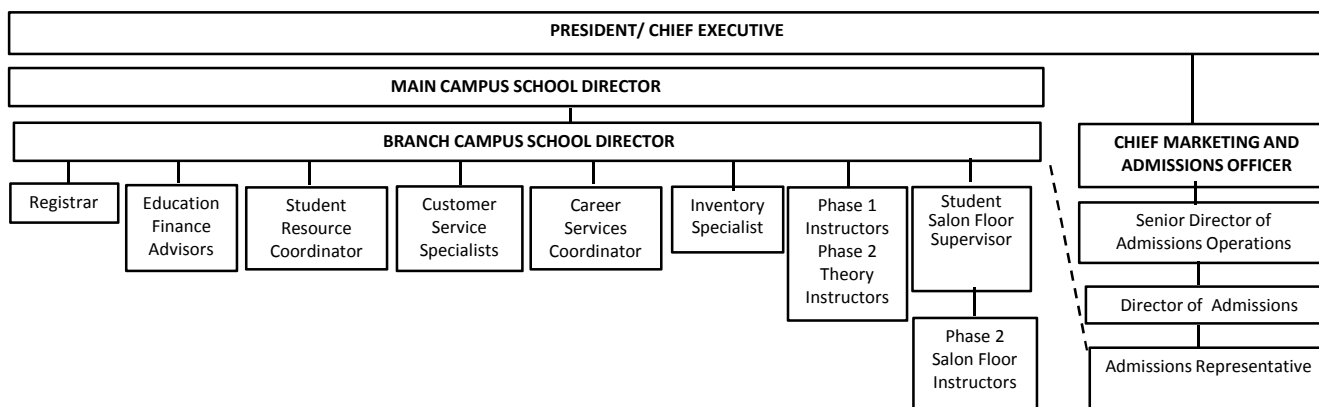 PRESIDENT/ CHIEF EXECUTIVE
MAIN CAMPUS SCHOOL DIRECTOR
BRANCH CAMPUS SCHOOL DIRECTOR
CHIEF MARKETING AND
ADMISSIONS OFFICER
Registrar
Education
Finance
Advisors
Student
Resource
Coordinator
Customer
Service
Specialists
Career
Services
Coordinator
Inventory
Specialist
Phase 1
Instructors
Phase 2
Theory
Instructors
Student
Salon Floor
Supervisor
Phase 2
Salon Floor
Instructors
Senior Director of
Admissions Operations
Director of Admissions
Admissions Representative